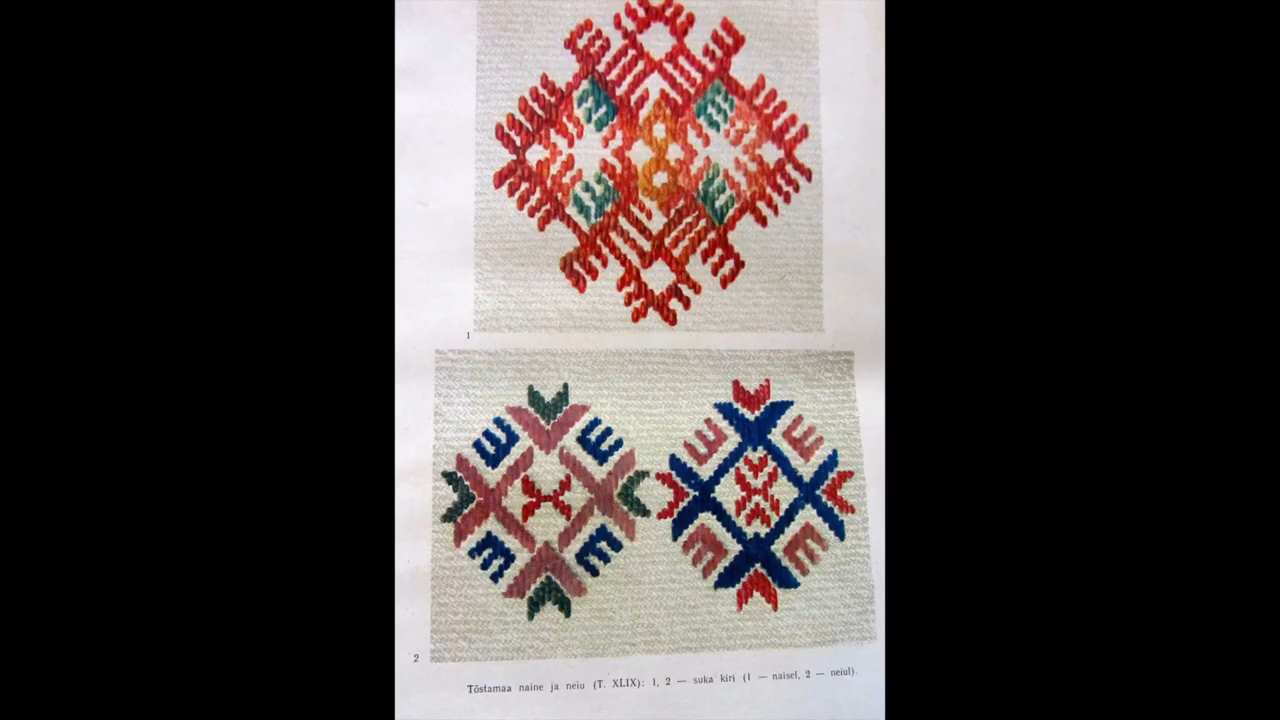 1
2
Tõstamaa naine ja neiu (T. XLIX): 1, 2 — suka kiri (1 — naisel, 2 — neiul).